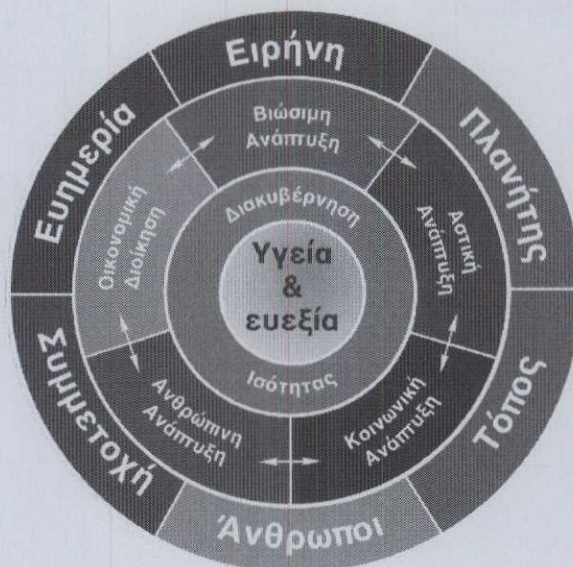 Ειρήνη
Πλανήτης
Τόπος
Άνθρωποι
Συμμετοχή
Ευημερία
Βιώσιμη
Ανάπτυξη
Αστική
Ανάπτυξη
Κοινωνική
Ανάπτυξη
Ανθρώπινη
Ανάπτυξη
Οικονομική
Διοίκηση
Διακυβέρνηση
Ισότητας
Υγεία
&
ευεξία